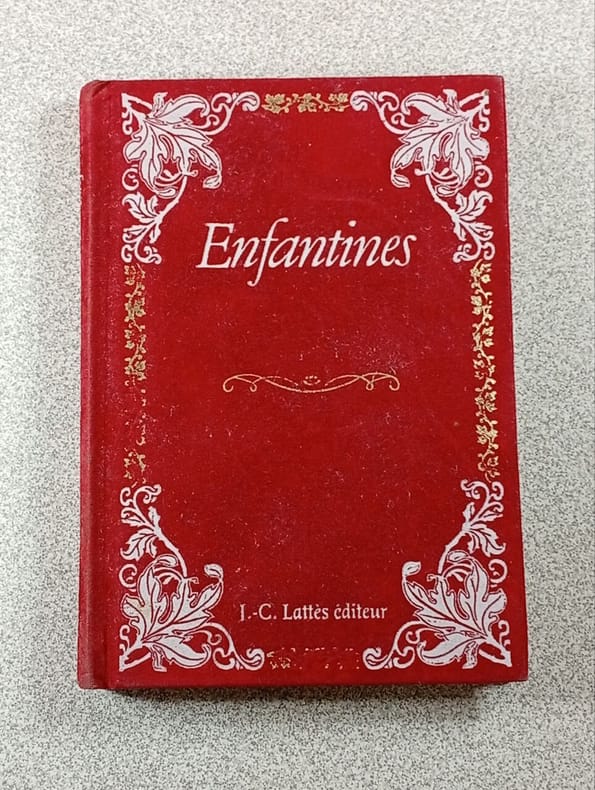 Enfantines
J.-C. Lattès éditeur